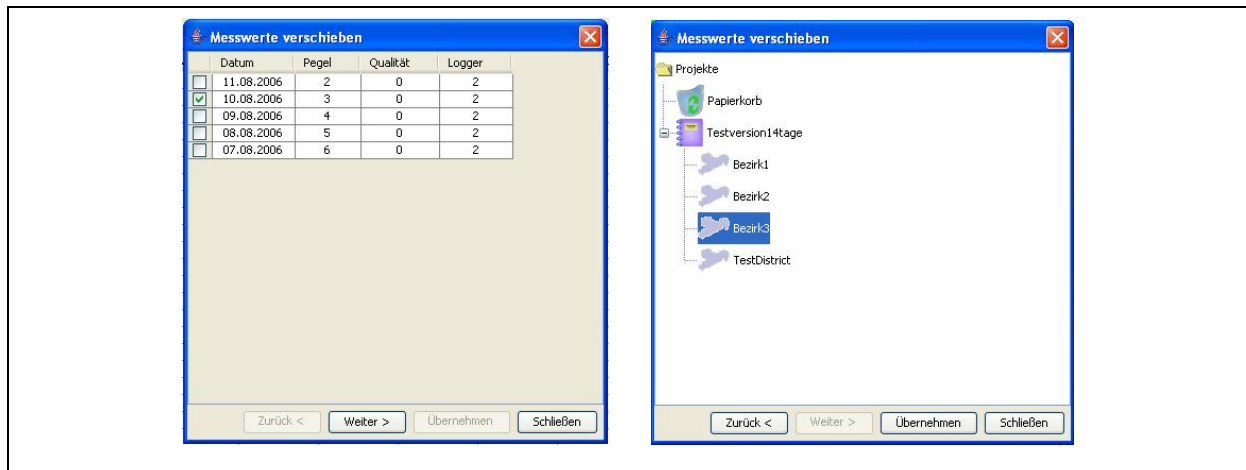 Messwerte verschieben
Datum Pegel Qualität Logger
11.08.2006 2 0 2
10.08.2006 3 0 2
09.08.2006 4 0 2
08.08.2006 5 0 2
07.08.2006 6 0 2
Zurück < Weiter > Übernehmen Schließen
Messwerte verschieben
Projekte
Papierkorb
Testversion14tage
Bezirk1
Bezirk2
Bezirk3
TestDistrict
Zurück < Weiter > Übernehmen Schließen